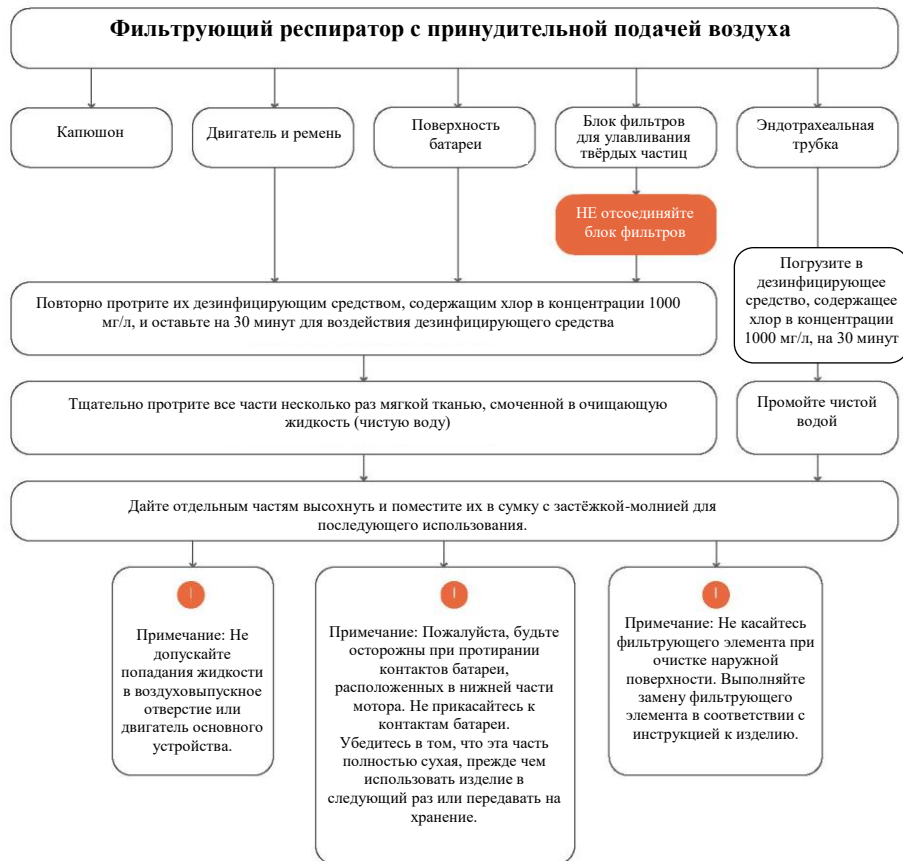 Фильтрующий респиратор с принудительной подачей воздуха
Капюшон
Двигатель и ремень
Поверхность
батареи
Блок фильтров
для улавливания
твёрдых частиц
Эндотрахеальная
трубка
НЕ отсоединяйте
блок фильтров
Повторно протрите их дезинфицирующим средством, содержащим хлор в концентрации 1000
мг/л, и оставьте на 30 минут для воздействия дезинфицирующего средства
Погрузите в
дезинфицирующее
средство, содержащее
хлор в концентрации
1000 мг/л, на 30 минут
Тщательно протрите все части несколько раз мягкой тканью, смоченной в очищающую
жидкость (чистую воду)
Промойте чистой
водой
Дайте отдельным частям высохнуть и поместите их в сумку с застёжкой-молнией для
последующего использования.
Примечание: Не
допускайте
попадания жидкости
в воздуховыпускное
отверстие или
двигатель основного
устройства.
Примечание: Пожалуйста, будьте
осторожны при протирании
контактов батареи,
расположенных в нижней части
мотора. Не прикасайтесь к
контактам батареи.
Убедитесь в том, что эта часть
полностью сухая, прежде чем
использовать изделие в
следующий раз или передавать на
хранение.
Примечание: Не касайтесь
фильтрующего элемента при
очистке наружной
поверхности. Выполняйте
замену фильтрующего
элемента в соответствии с
инструкцией к изделию.